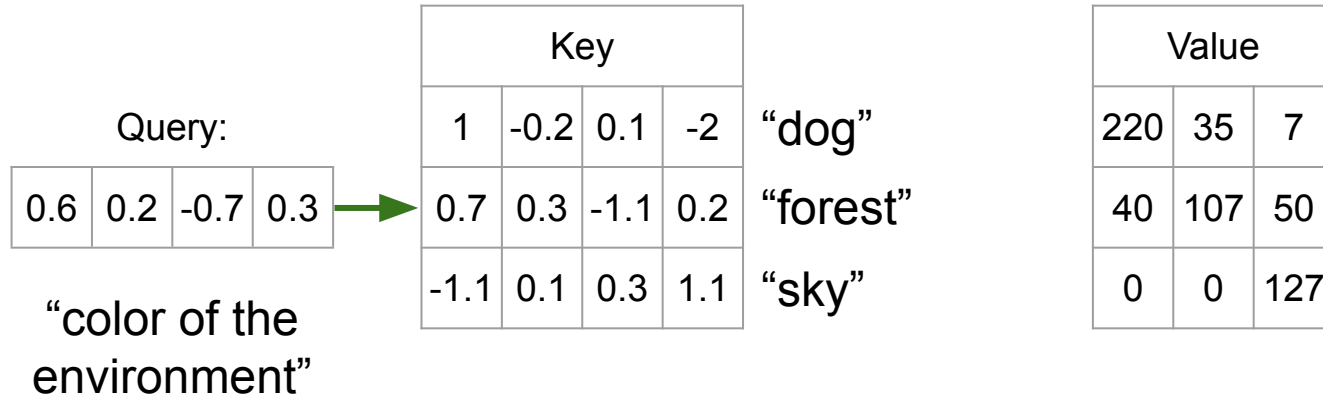 Key
Value
Query:
1 -0.2 0.1 -2 “dog” 220 35 7
0.6 0.2 -0.7 0.3 0.7 0.3 -1.1 0.2 “forest” 40 107 50
-1.1 0.1 0.3 1.1 “sky” 0 0 127
“color of the
environment”